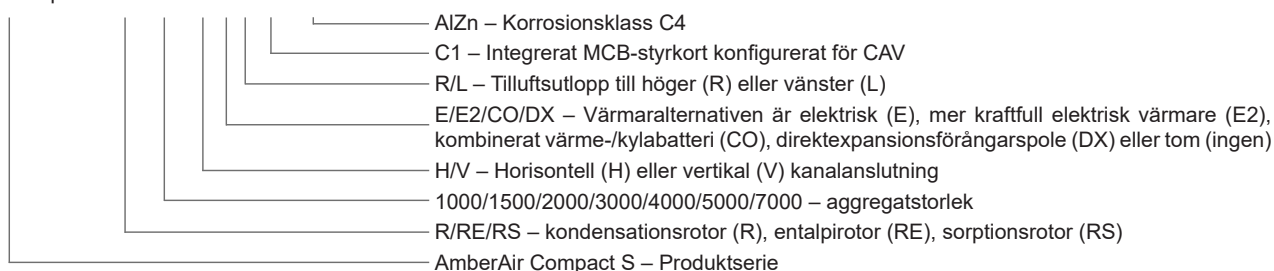 AlZn – Korrosionsklass C4
C1 – Integrerat MCB-styrkort konfigurerat för CAV
R/L – Tilluftsutlopp till höger (R) eller vänster (L)
E/E2/CO/DX – Värmaralternativen är elektrisk (E), mer kraftfull elektrisk värmare (E2),
kombinerat värme-/kylabatteri (CO), direktexpansionsförångarspole (DX) eller tom (ingen)
H/V – Horisontell (H) eller vertikal (V) kanalanslutning
1000/1500/2000/3000/4000/5000/7000 – aggregatstorlek
R/RE/RS – kondensationsrotor (R), entalpirotor (RE), sorptionsrotor (RS)
AmberAir Compact S – Produktserie